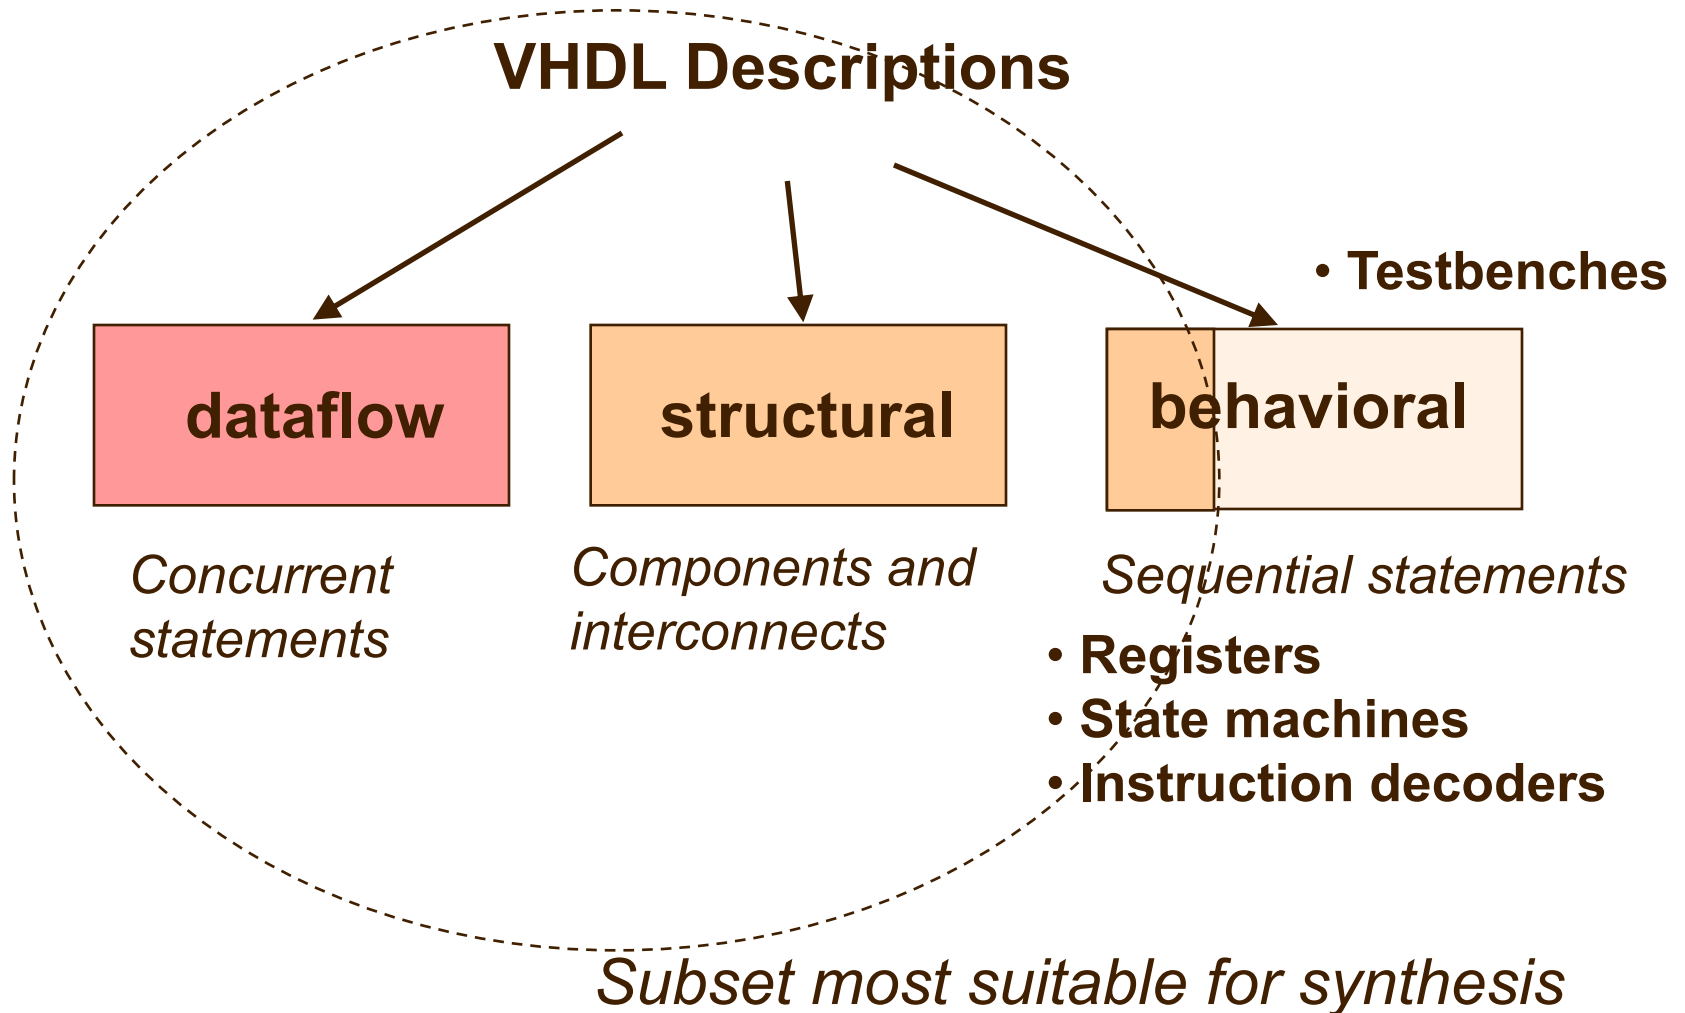 VHDL Descriptions
• Testbenches
dataflow
structural
behavioral
Concurrent
statements
Components and
interconnects
Sequential statements
• Registers
• State machines
• Instruction decoders
Subset most suitable for synthesis